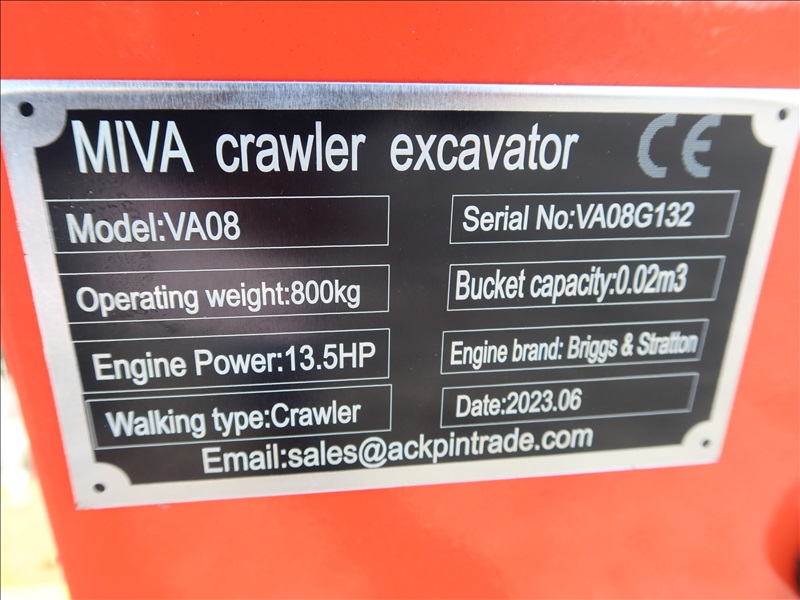 MIVA crawler excavator CE
Model:VA08
Serial No:VA08G132
Operating weight:800kg
Bucket capacity:0.02m3
Engine Power:13.5HP
Engine brand: Briggs & Stratton
Walking type:Crawler
Date:2023.06
Email:sales@ackpintrade.com